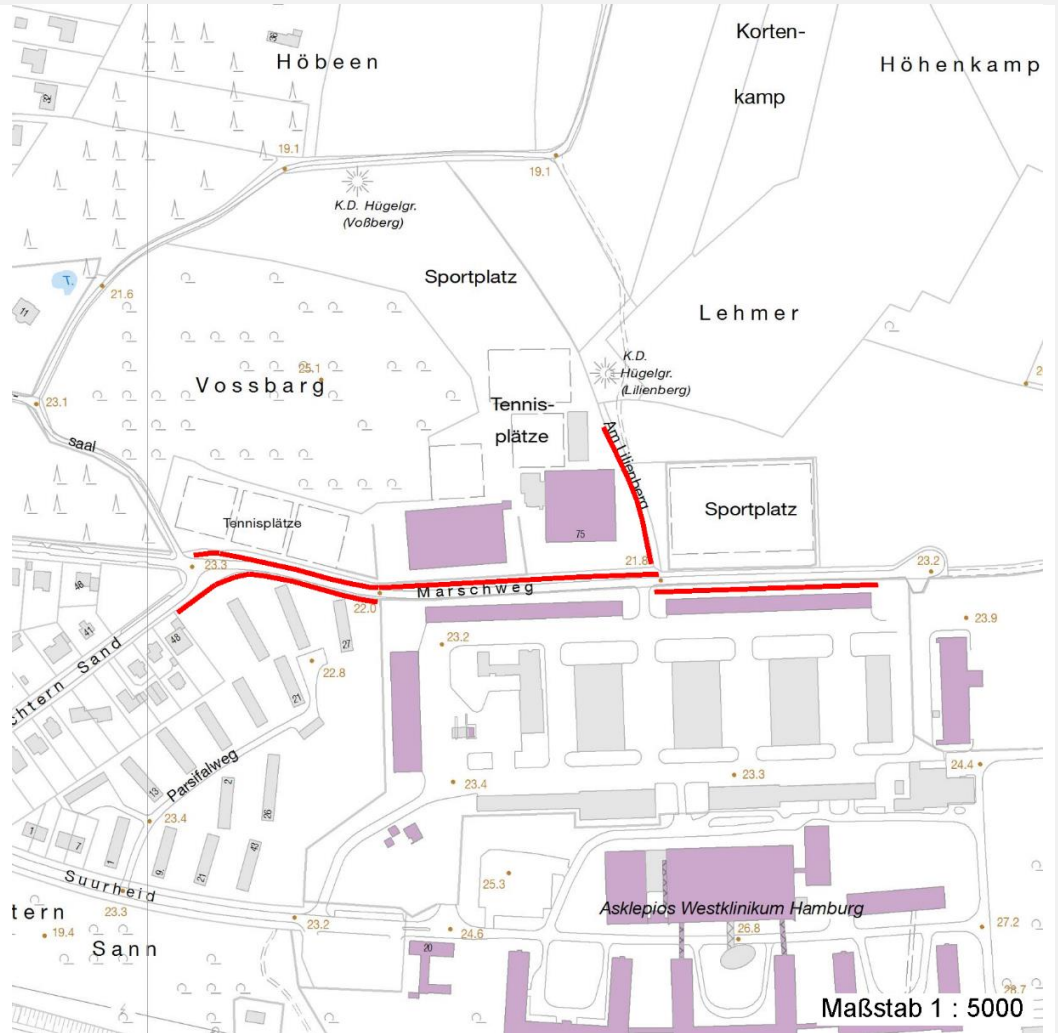 Höbeen
Korten-
kamp
Höhenkamp
36
32
19.1
19.1
K.D. Hügelgr.
(Voßberg)
Sportplatz
T.
21.6
11
Lehmer
25.1
Vossbarg
K.D.
Hügelgr.
(Lilienberg)
23.1
saal
Tennis-
plätze
Am Lilienberg
Sportplatz
Tennisplätze
75
21.8
23.3
23.2
Marschweg
22.0
48
41
48
27
23.2
23.9
22.8
21
chtern Sand
Parsifalweg
13
2
26
23.4
23.3
24.4
23.4
1
7
1
9
21
43
Suurheid
25.3
23.3
23.2
tern
19.4
Sann
24.6
20
Asklepios Westklinikum Hamburg
26.8
27.2
28.7
Maßstab 1 : 5000